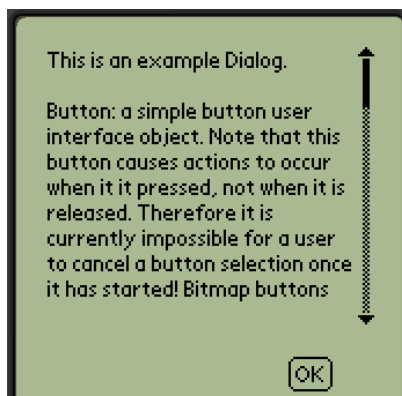 This is an example Dialog.
Button: a simple button user
interface object. Note that this
button causes actions to occur
when it it pressed, not when it is
released. Therefore it is
currently impossible for a user
to cancel a button selection once
it has started! Bitmap buttons
OK